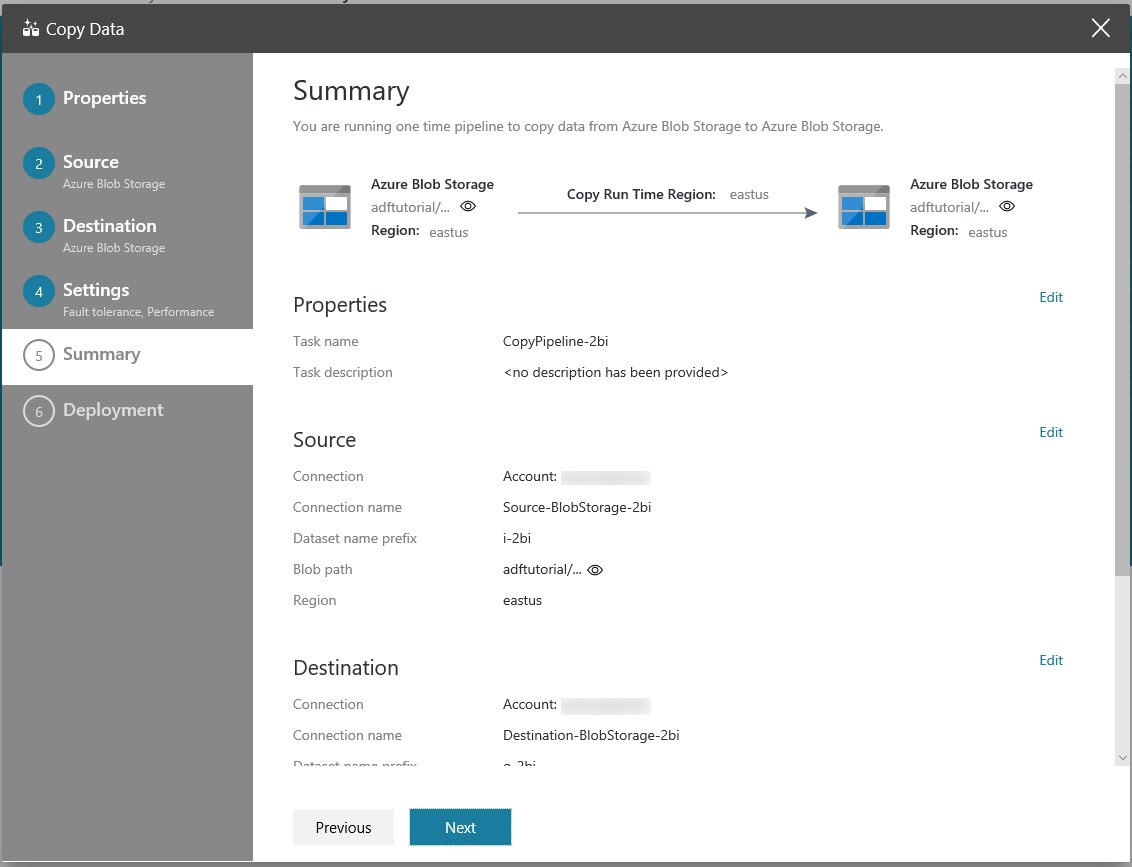 Copy Data
1 Properties
2 Source
Azure Blob Storage
3 Destination
Azure Blob Storage
4 Settings
Fault tolerance, Performance
5 Summary
6 Deployment
Summary
You are running one time pipeline to copy data from Azure Blob Storage to Azure Blob Storage.
Azure Blob Storage
adftutorial/...
Region: eastus
Copy Run Time Region: eastus
Azure Blob Storage
adftutorial/...
Region: eastus
Properties Edit
Task name CopyPipeline-2bi
Task description <no description has been provided>
Source Edit
Connection Account:
Connection name Source-BlobStorage-2bi
Dataset name prefix i-2bi
Blob path adftutorial/...
Region eastus
Destination Edit
Connection Account:
Connection name Destination-BlobStorage-2bi
Dataset name prefix o-2bi
Previous Next